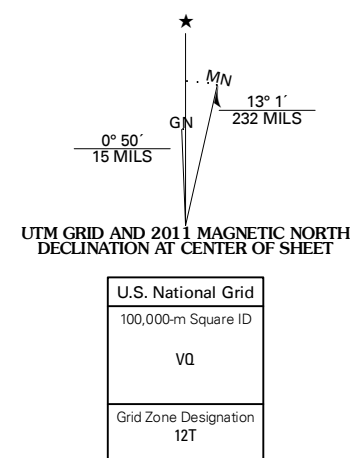 ★
MN
13° 1´
232 MILS
GN
0° 50´
15 MILS
UTM GRID AND 2011 MAGNETIC NORTH
DECLINATION AT CENTER OF SHEET
U.S. National Grid
100,000-m Square ID
VQ
Grid Zone Designation
12T